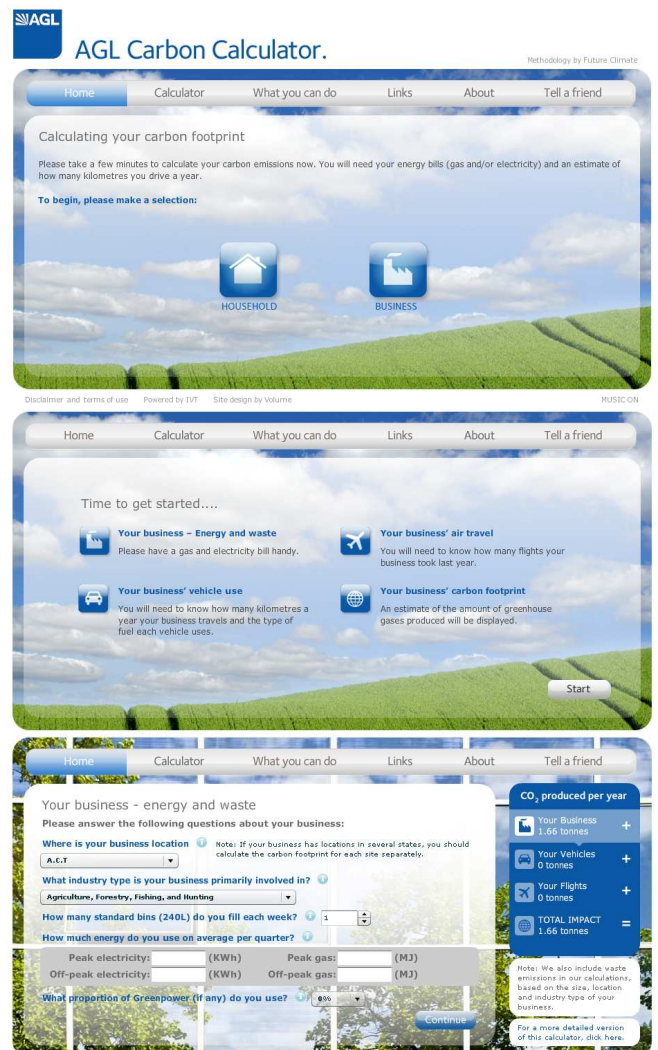 AGL
AGL Carbon Calculator.
Methodology by Future Climate
Home Calculator What you can do Links About Tell a friend
Calculating your carbon footprint
Please take a few minutes to calculate your carbon emissions now. You will need your energy bills (gas and/or electricity) and an estimate of
how many kilometres you drive a year.
To begin, please make a selection:
HOUSEHOLD BUSINESS
Disclaimer and terms of use Powered by IVT Site design by Volume MUSIC ON
Home Calculator What you can do Links About Tell a friend
Time to get started....
Your business – Energy and waste
Please have a gas and electricity bill handy.
Your business' air travel
You will need to know how many flights your
business took last year.
Your business' vehicle use
You will need to know how many kilometres a
year your business travels and the type of
fuel each vehicle uses.
Your business' carbon footprint
An estimate of the amount of greenhouse
gases produced will be displayed.
Start
Home Calculator What you can do Links About Tell a friend
Your business - energy and waste
Please answer the following questions about your business:
Where is your business location
Note: If your business has locations in several states, you should
calculate the carbon footprint for each site separately.
A.C.T
What industry type is your business primarily involved in?
Agriculture, Forestry, Fishing, and Hunting
How many standard bins (240L) do you fill each week? 1
How much energy do you use on average per quarter?
Peak electricity: (KWh) Peak gas: (MJ)
Off-peak electricity: (KWh) Off-peak gas: (MJ)
What proportion of Greenpower (if any) do you use? 0%
Continue
CO₂ produced per year
Your Business
1.66 tonnes +
Your Vehicles
0 tonnes +
Your Flights
0 tonnes +
TOTAL IMPACT
1.66 tonnes =
Note: We also include waste
emissions in our calculations,
based on the size, location
and industry type of your
business.
For a more detailed version
of this calculator, click here.